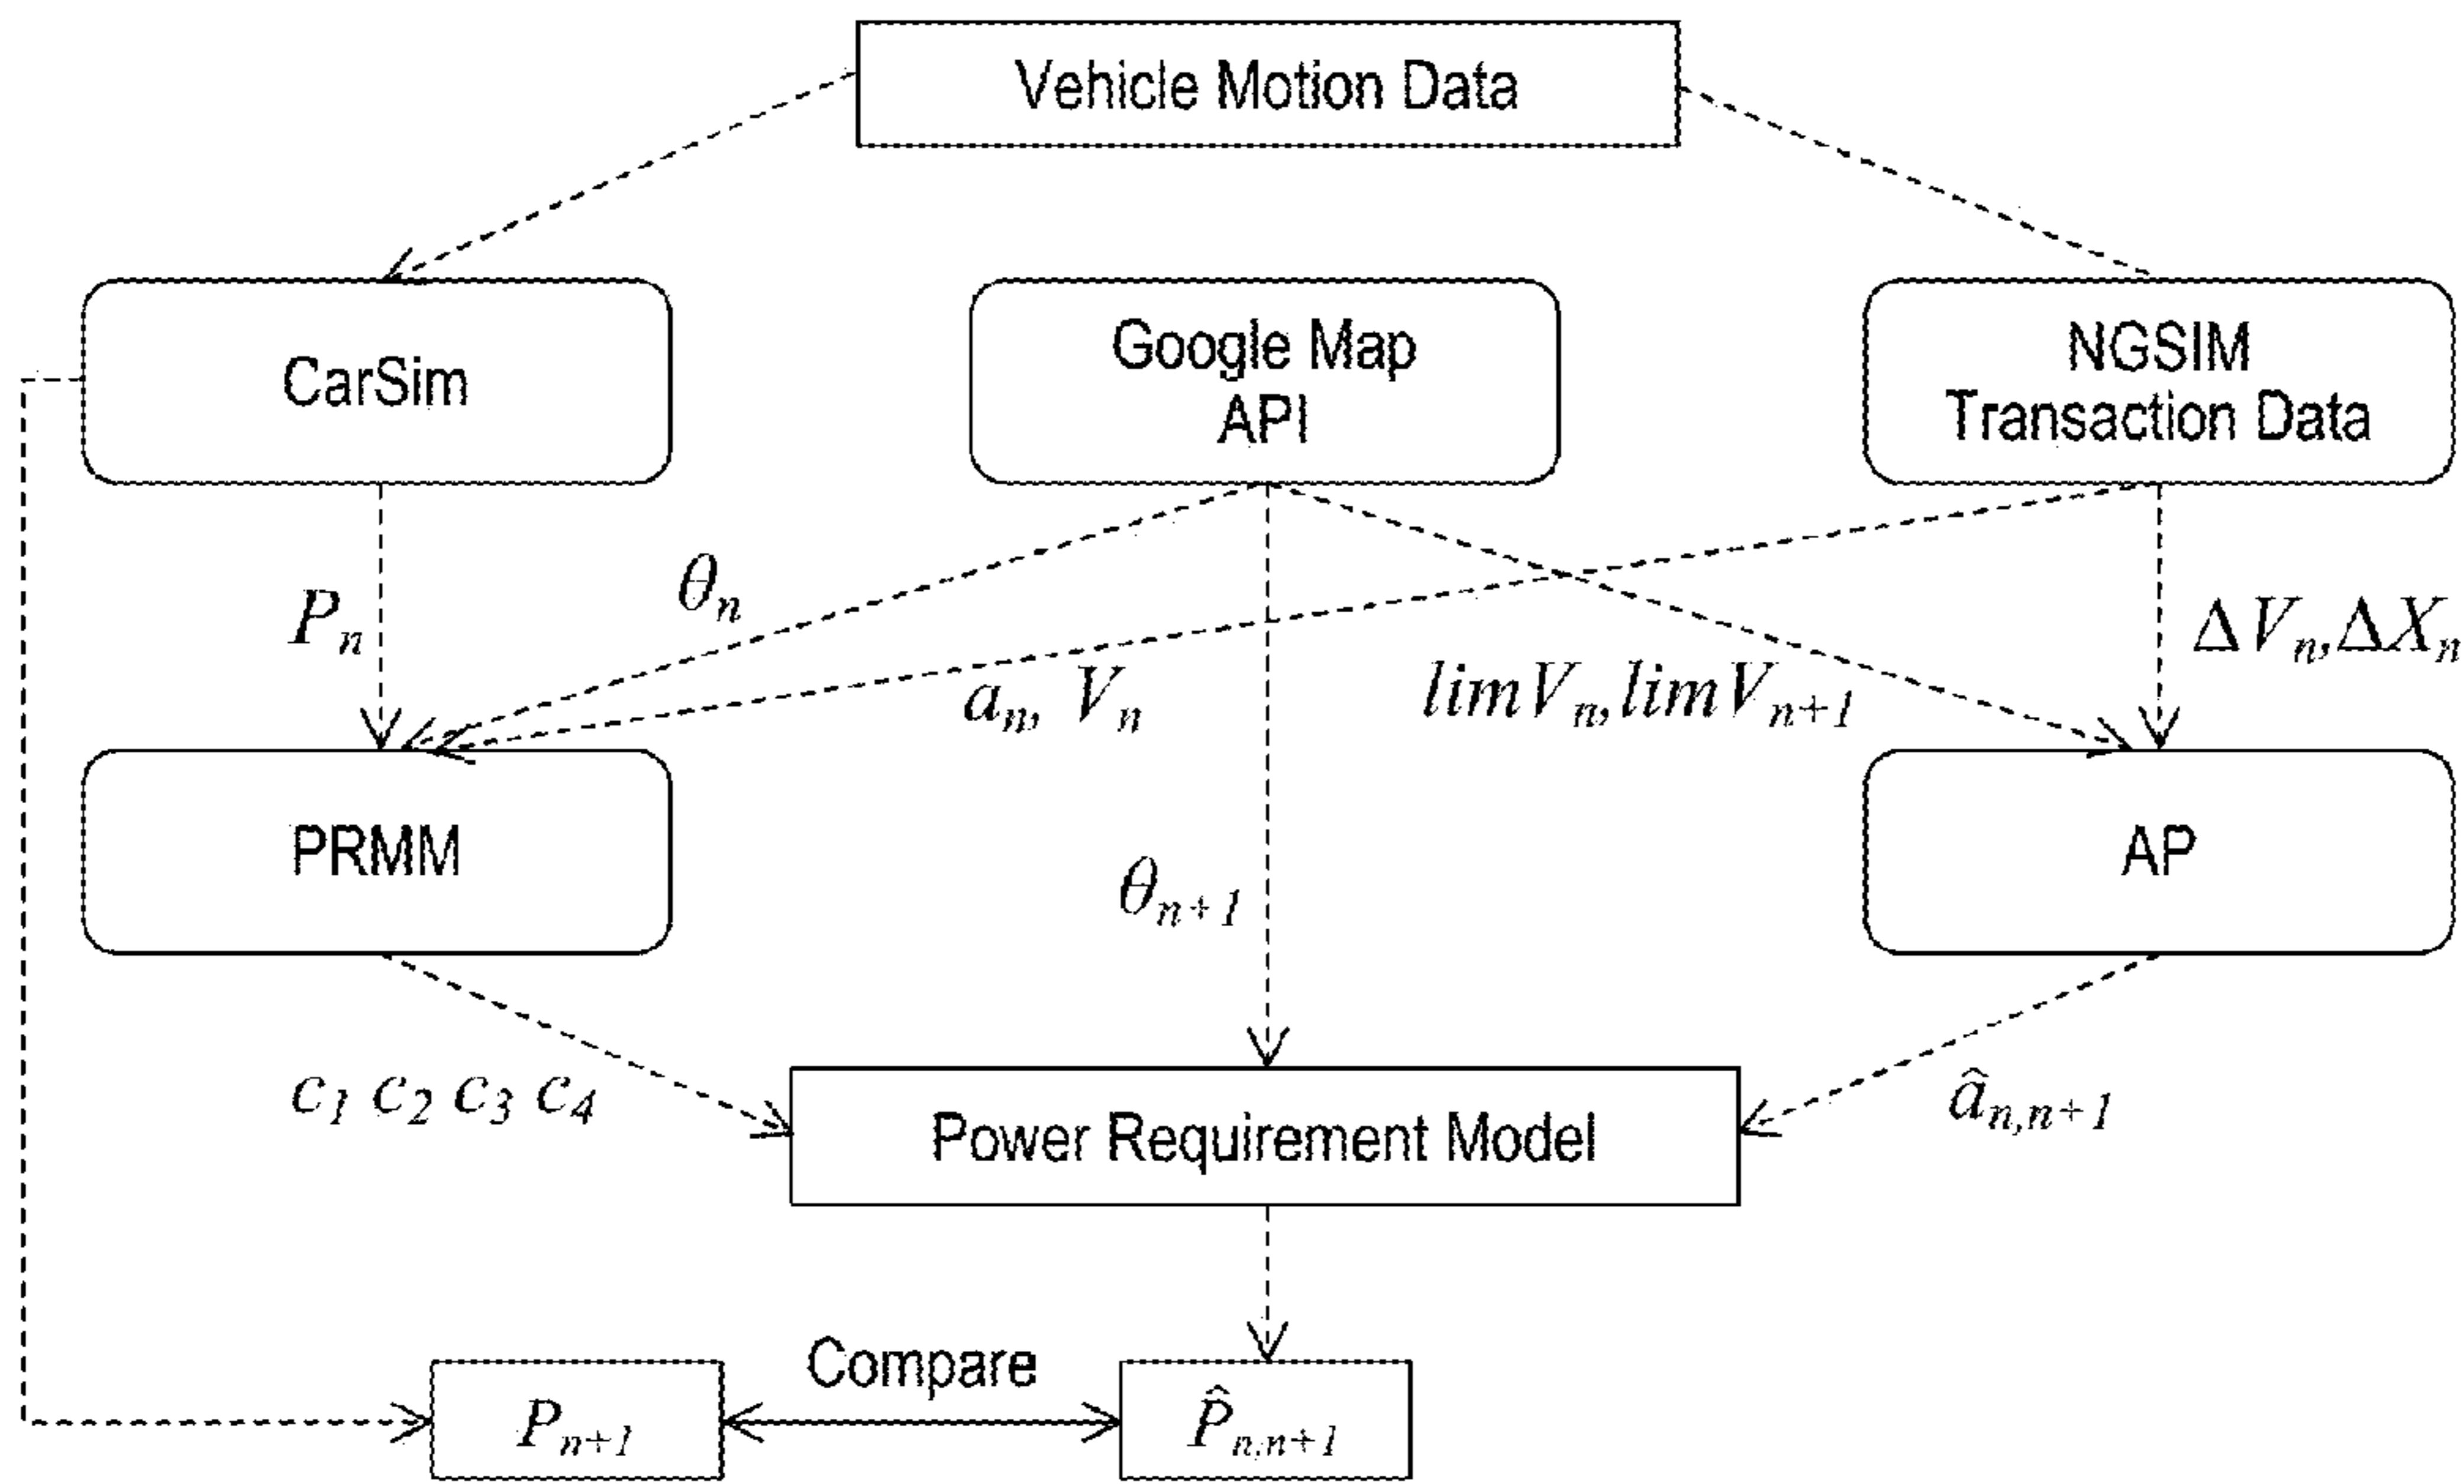 Vehicle Motion Data
CarSim
Google Map
API
NGSIM
Transaction Data
Pₙ
θₙ
aₙ, Vₙ
limVₙ, limVₙ₊₁
ΔVₙ, ΔXₙ
PRMM
θₙ₊₁
AP
c₁ c₂ c₃ c₄
Power Requirement Model
âₙ,ₙ₊₁
Compare
Pₙ₊₁
P̂ₙ,ₙ₊₁